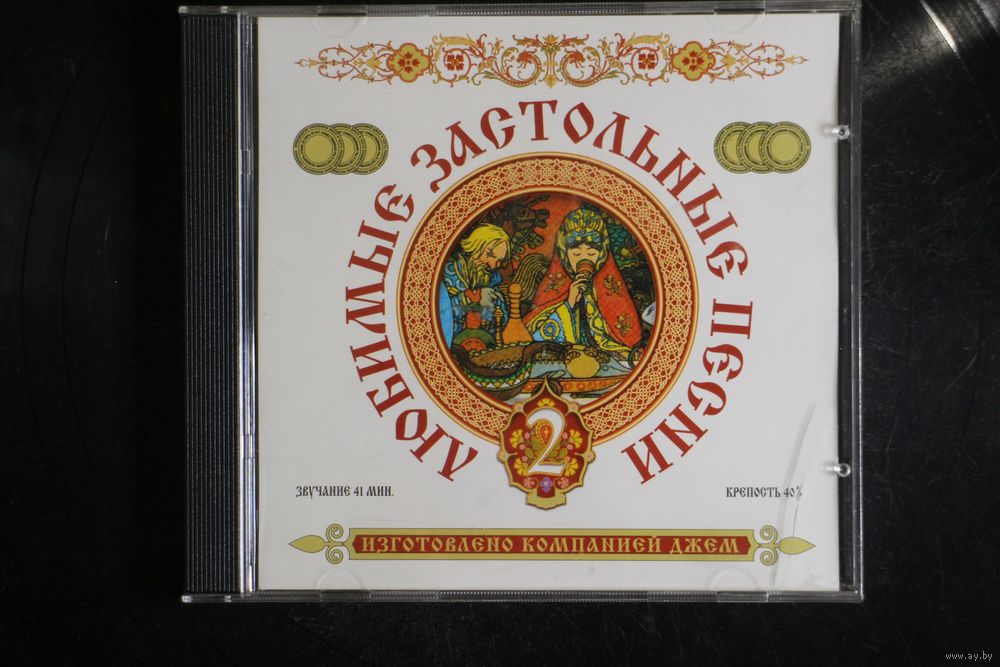 ЛЮБИМЫЕ ЗАСТОЛЬНЫЕ ПЕСНИ
2
ЗВУЧАНИЕ 41 МИН.
КРЕПОСТЬ 40%
ИЗГОТОВЛЕНО КОМПАНИЕЙ ДЖЕМ
www.ay.by